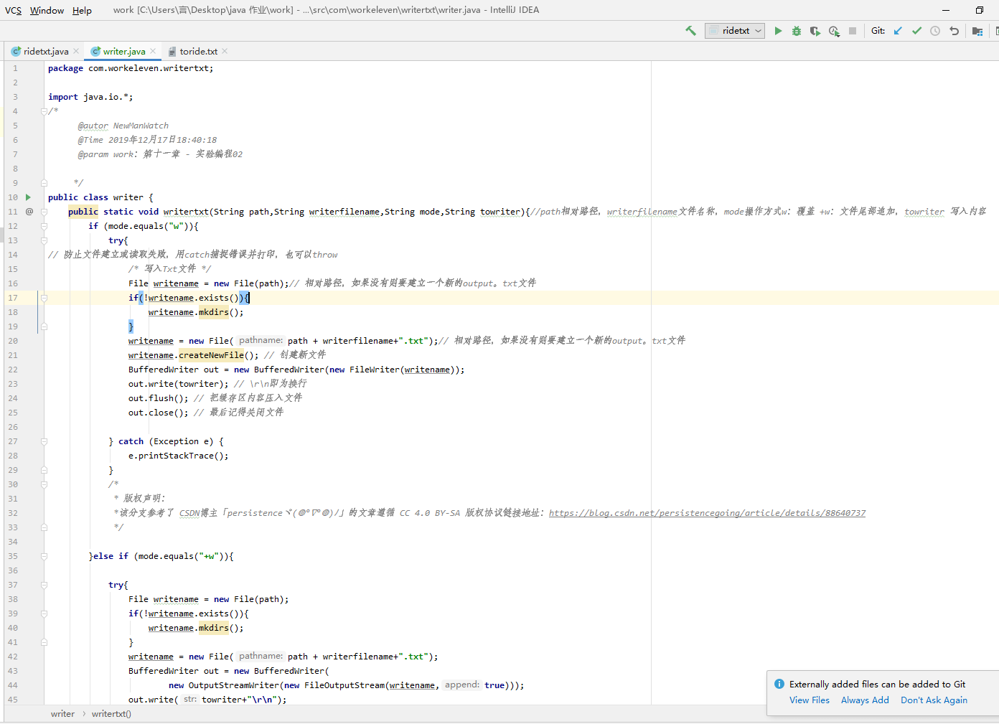 VCS Window Help work [C:\Users\言\Desktop\java 作业\work] - ...\src\com\workeleven\writertxt\writer.java - IntelliJ IDEA
ridetxt Git:
ridetxt.java writer.java toride.txt
1 package com.workeleven.writertxt;
2
3 import java.io.*;
4 /*
5 @autor NewManWatch
6 @Time 2019年12月17日18:40:18
7 @param work: 第十一章 - 实验编程02
8
9 */
10 public class writer {
11 @ public static void writertxt(String path,String writerfilename,String mode,String towriter){//path相对路径, writerfilename文件名称, mode操作方式w: 覆盖 +w: 文件尾部追加, towriter 写入内容
12 if (mode.equals("w")){
13 try{
14 // 防止文件建立或读取失败, 用catch捕捉错误并打印, 也可以throw
15 /* 写入Txt文件 */
16 File writename = new File(path);// 相对路径, 如果没有则要建立一个新的output。txt文件
17 if(!writename.exists()){
18 writename.mkdirs();
19 }
20 writename = new File( pathname: path + writerfilename+".txt");// 相对路径, 如果没有则要建立一个新的output。txt文件
21 writename.createNewFile(); // 创建新文件
22 BufferedWriter out = new BufferedWriter(new FileWriter(writename));
23 out.write(towriter); // \r\n即为换行
24 out.flush(); // 把缓存区内容压入文件
25 out.close(); // 最后记得关闭文件
26
27 } catch (Exception e) {
28 e.printStackTrace();
29 }
30 /*
31 * 版权声明:
32 *该分支参考了 CSDN博主「persistenceヾ(◍°∇°◍)ﾉ」的文章遵循 CC 4.0 BY-SA 版权协议链接地址: https://blog.csdn.net/persistencegoing/article/details/88640737
33 */
34
35 }else if (mode.equals("+w")){
36
37 try{
38 File writename = new File(path);
39 if(!writename.exists()){
40 writename.mkdirs();
41 }
42 writename = new File( pathname: path + writerfilename+".txt");
43 BufferedWriter out = new BufferedWriter(
44 new OutputStreamWriter(new FileOutputStream(writename, append: true)));
45 out.write( str: towriter+"\r\n");
Externally added files can be added to Git
View Files Always Add Don't Ask Again
writer › writertxt()